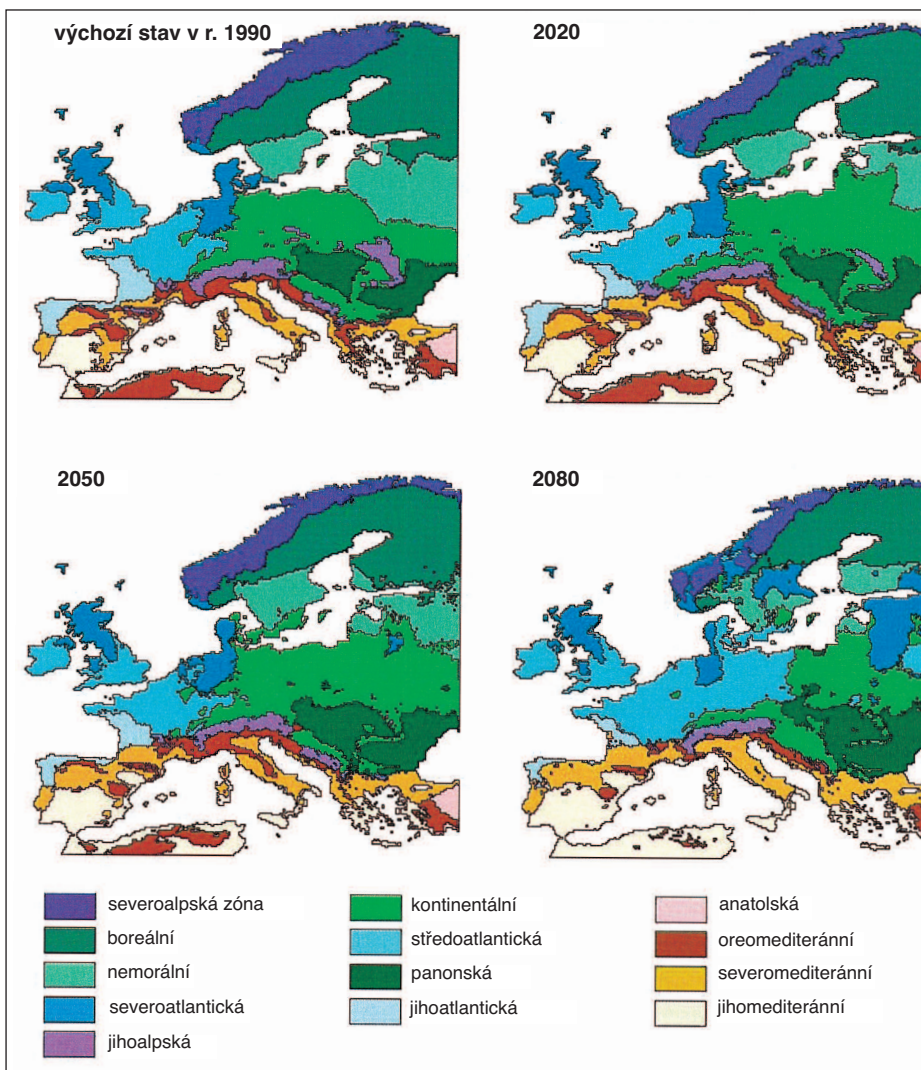 výchozí stav v r. 1990
2020
2050
2080
severoalpská zóna
boreální
nemorální
severoatlantická
jihoalpská
kontinentální
středoatlantická
panonská
jihoatlantická
anatolská
oreomediteránní
severomediteránní
jihomediteránní